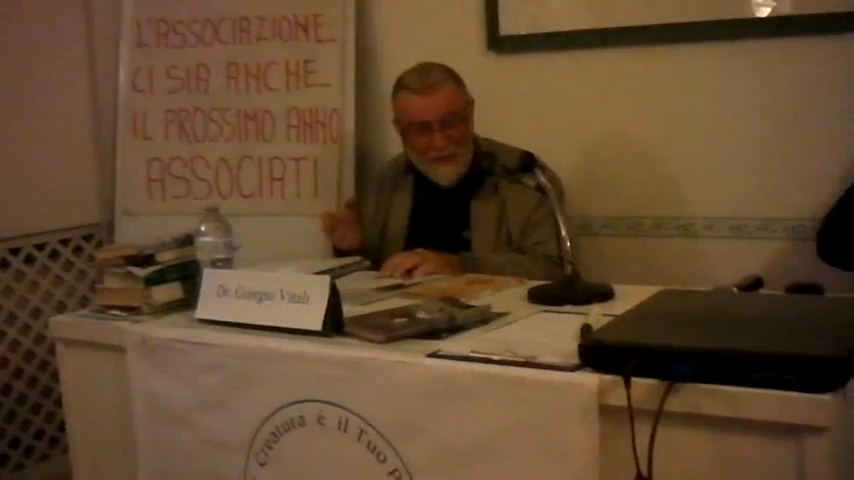 L'ASSOCIAZIONE
CI SIA ANCHE
IL PROSSIMO ANNO
ASSOCIATI
Dr. Giorgio Vitali
Creatura è il Tuo